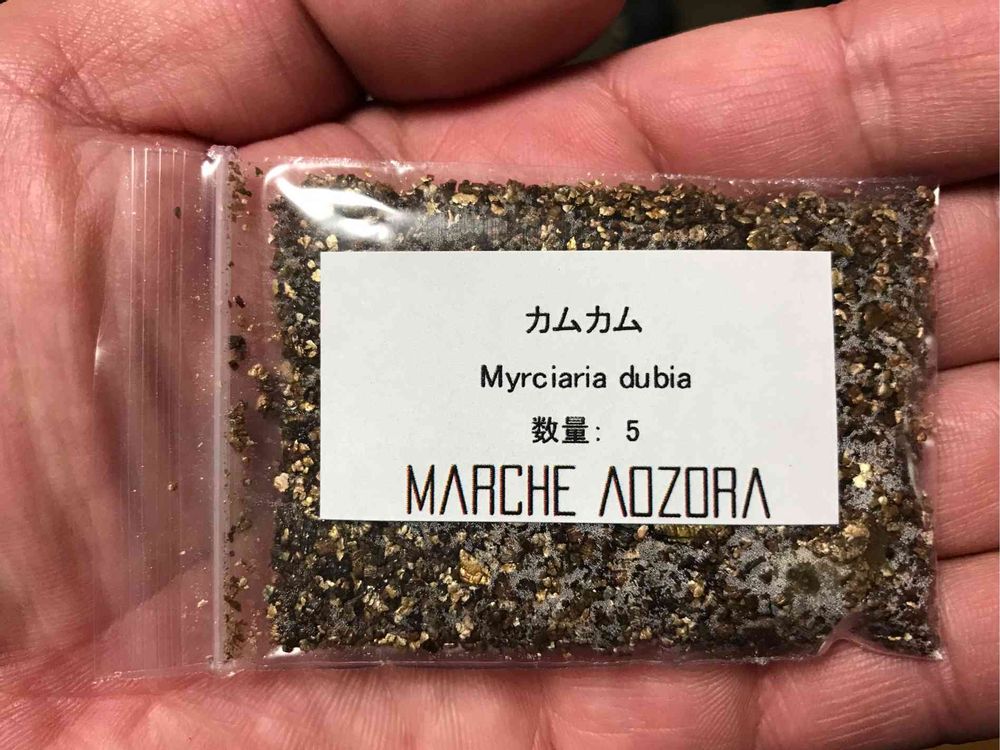 カムカム
Myrciaria dubia
数量: 5
MARCHE AOZORA